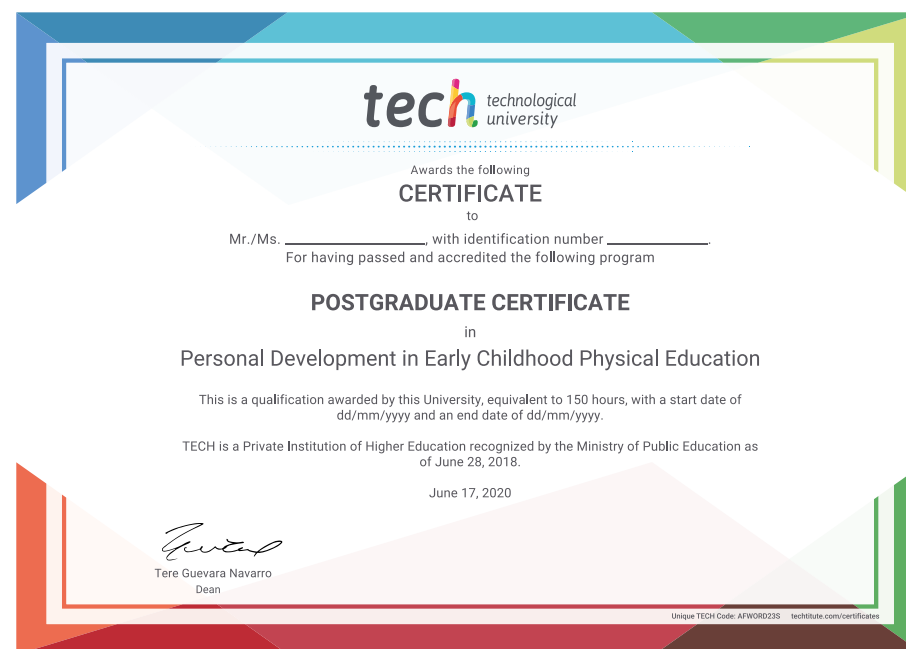 tech technological
university
Awards the following
CERTIFICATE
to
Mr./Ms. ____________________, with identification number ______________.
For having passed and accredited the following program
POSTGRADUATE CERTIFICATE
in
Personal Development in Early Childhood Physical Education
This is a qualification awarded by this University, equivalent to 150 hours, with a start date of
dd/mm/yyyy and an end date of dd/mm/yyyy.
TECH is a Private Institution of Higher Education recognized by the Ministry of Public Education as
of June 28, 2018.
June 17, 2020
Tere Guevara Navarro
Dean
Unique TECH Code: AFWORD23S techtitute.com/certificates